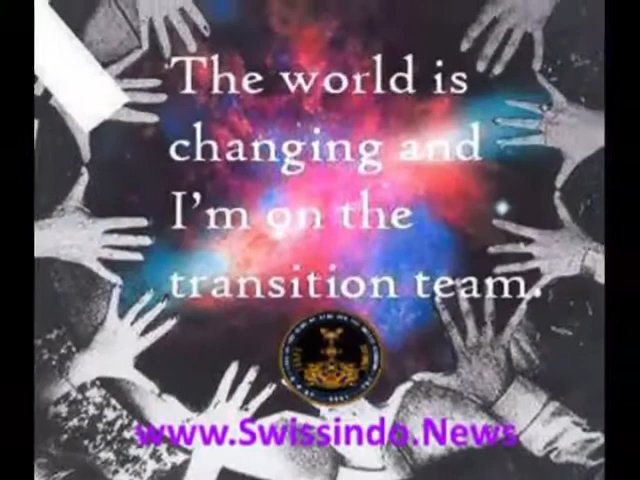 The world is
changing and
I'm on the
transition team.
www.Swissindo.News